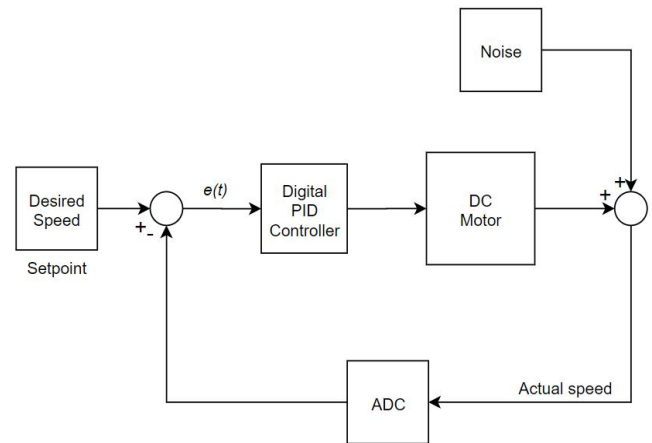 Noise
Desired
Speed
+
-
Setpoint
e(t)
Digital
PID
Controller
DC
Motor
+
+
Actual speed
ADC